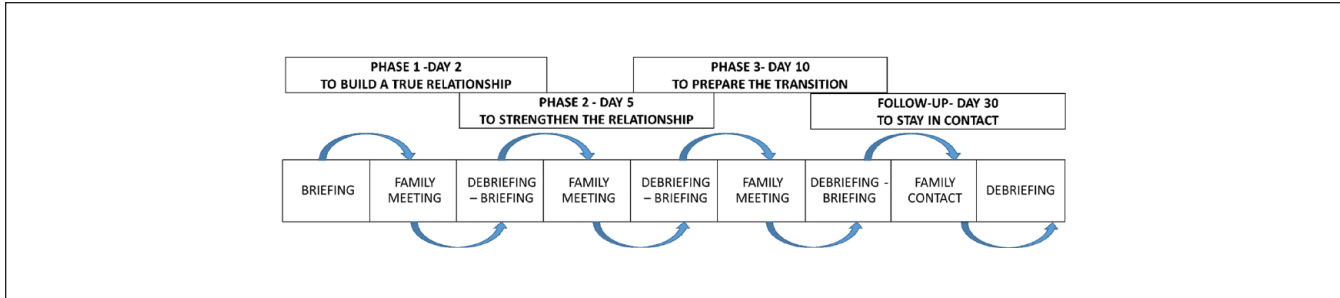 PHASE 1 -DAY 2
TO BUILD A TRUE RELATIONSHIP
PHASE 3- DAY 10
TO PREPARE THE TRANSITION
PHASE 2 - DAY 5
TO STRENGTHEN THE RELATIONSHIP
FOLLOW-UP- DAY 30
TO STAY IN CONTACT
BRIEFING
FAMILY
MEETING
DEBRIEFING
– BRIEFING
FAMILY
MEETING
DEBRIEFING
– BRIEFING
FAMILY
MEETING
DEBRIEFING -
BRIEFING
FAMILY
CONTACT
DEBRIEFING